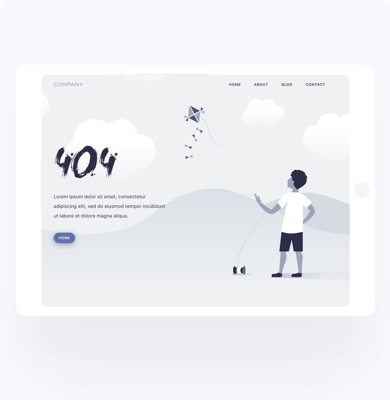 COMPANY
HOME ABOUT BLOG CONTACT
404
Lorem ipsum dolor sit amet, consectetur
adipiscing elit, sed do eiusmod tempor incididunt
ut labore et dolore magna aliqua.
HOME